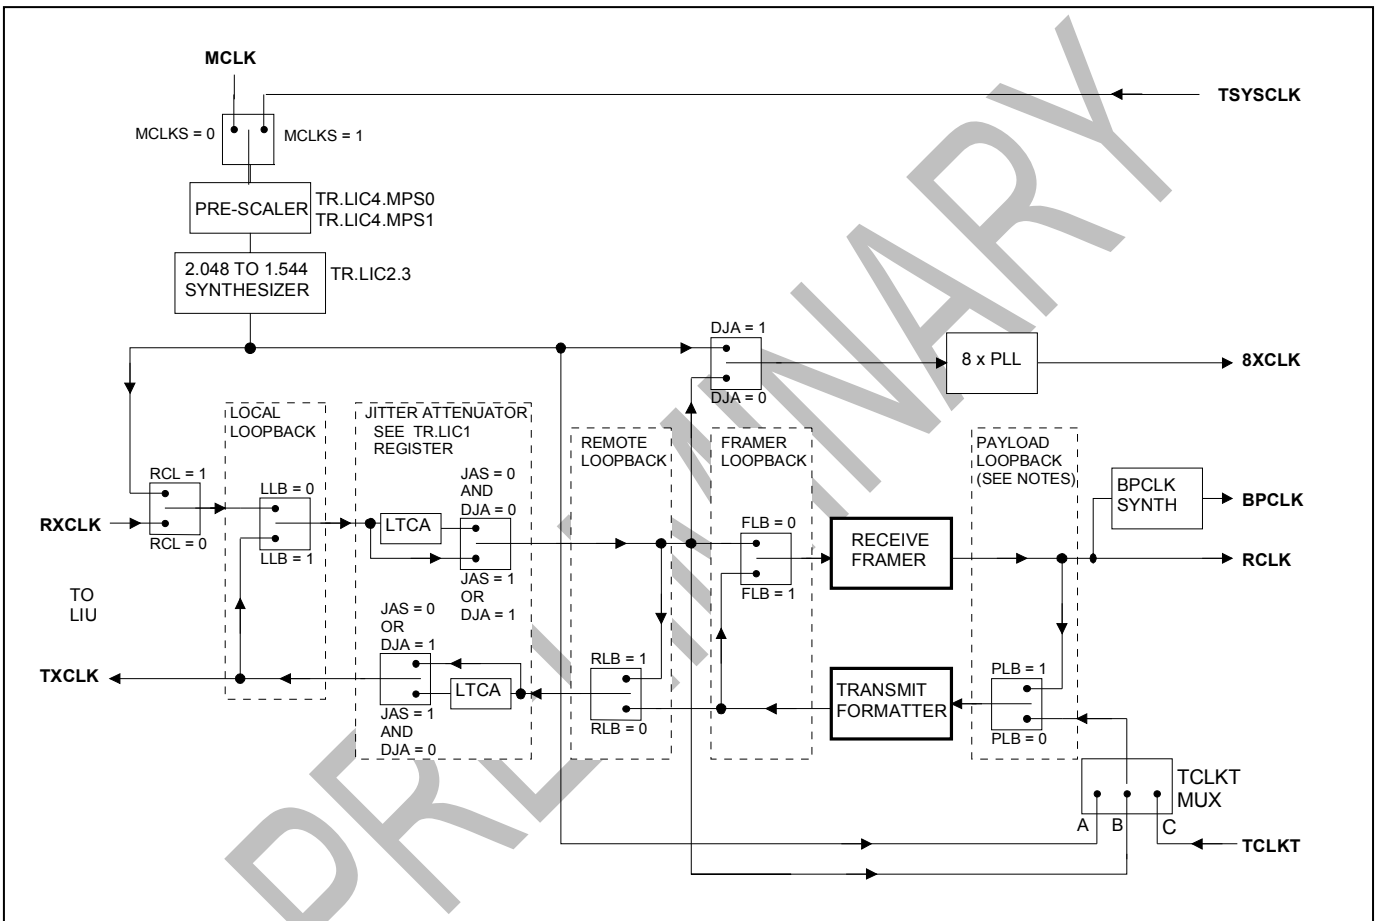 MCLK
TSYSCLK
MCLKS = 0
MCLKS = 1
PRE-SCALER
TR.LIC4.MPS0
TR.LIC4.MPS1
2.048 TO 1.544
SYNTHESIZER
TR.LIC2.3
DJA = 1
8 x PLL
8XCLK
DJA = 0
LOCAL
LOOPBACK
JITTER ATTENUATOR
SEE TR.LIC1
REGISTER
REMOTE
LOOPBACK
FRAMER
LOOPBACK
PAYLOAD
LOOPBACK
(SEE NOTES)
RCL = 1
LLB = 0
JAS = 0
AND
DJA = 0
BPCLK
SYNTH
BPCLK
RXCLK
RCL = 0
LTCA
LLB = 1
FLB = 0
RECEIVE
FRAMER
RCLK
JAS = 1
OR
DJA = 1
FLB = 1
TO
LIU
JAS = 0
OR
DJA = 1
RLB = 1
PLB = 1
TXCLK
LTCA
TRANSMIT
FORMATTER
JAS = 1
AND
DJA = 0
RLB = 0
PLB = 0
TCLKT
MUX
A
B
C
TCLKT
PRELIMINARY